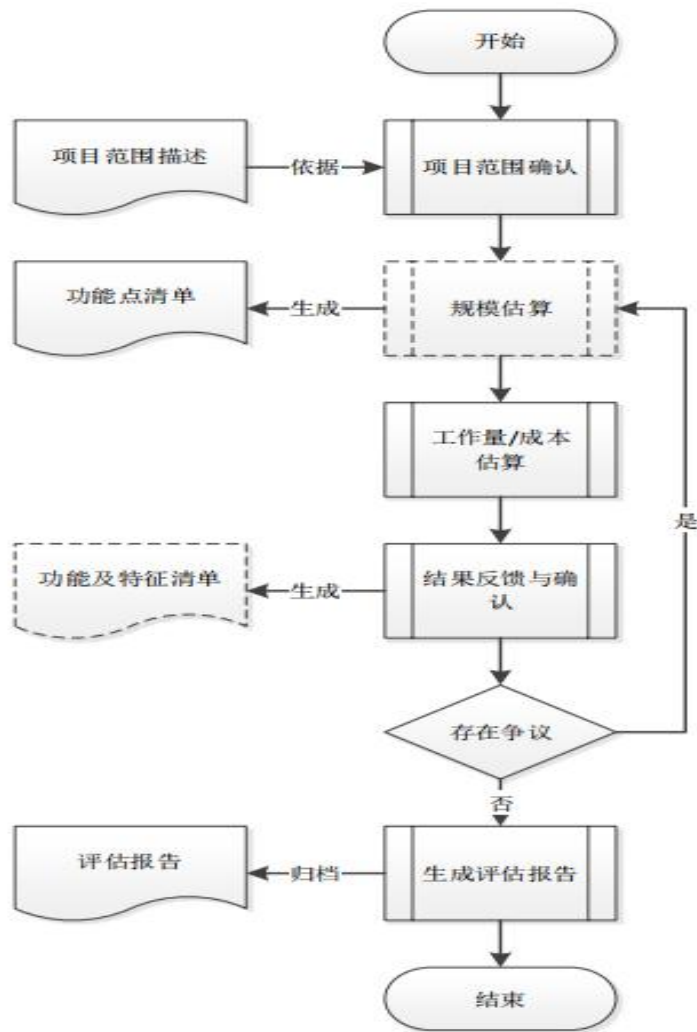 开始
项目范围描述
依据
项目范围确认
功能点清单
生成
规模估算
工作量/成本
估算
是
功能及特征清单
生成
结果反馈与确
认
存在争议
否
评估报告
归档
生成评估报告
结束